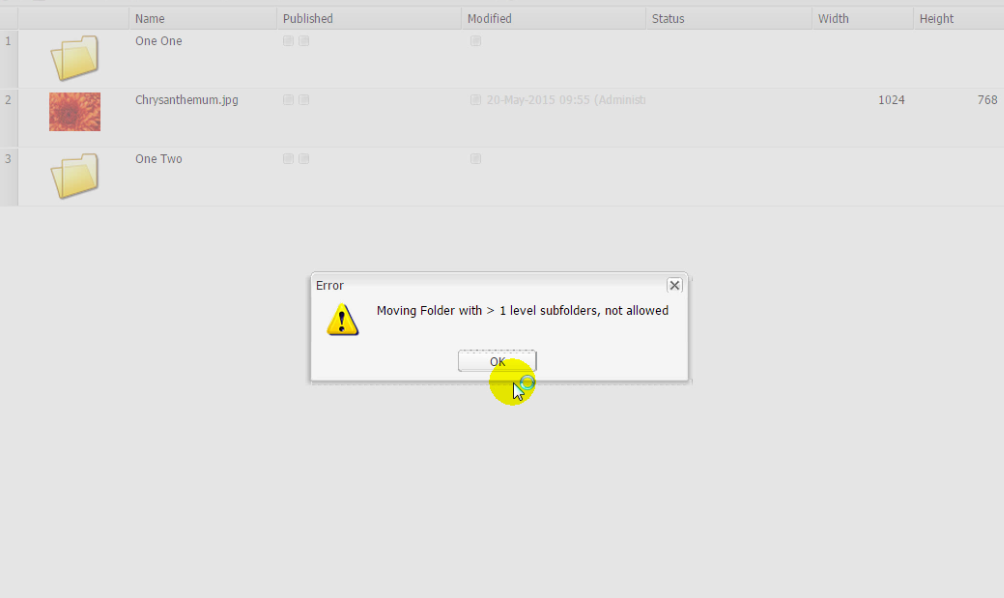 Name Published Modified Status Width Height
1 One One
2 Chrysanthemum.jpg 20-May-2015 09:55 (Administ 1024 768
3 One Two
Error
Moving Folder with > 1 level subfolders, not allowed
OK